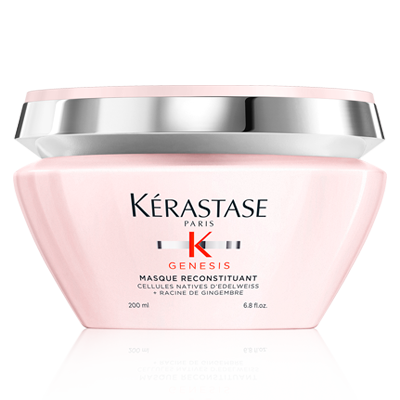 KÉRASTASE
PARIS
K
GENESIS
MASQUE RECONSTITUANT
CELLULES NATIVES D'EDELWEISS
+ RACINE DE GINGEMBRE
200 ml 6.8 fl.oz.